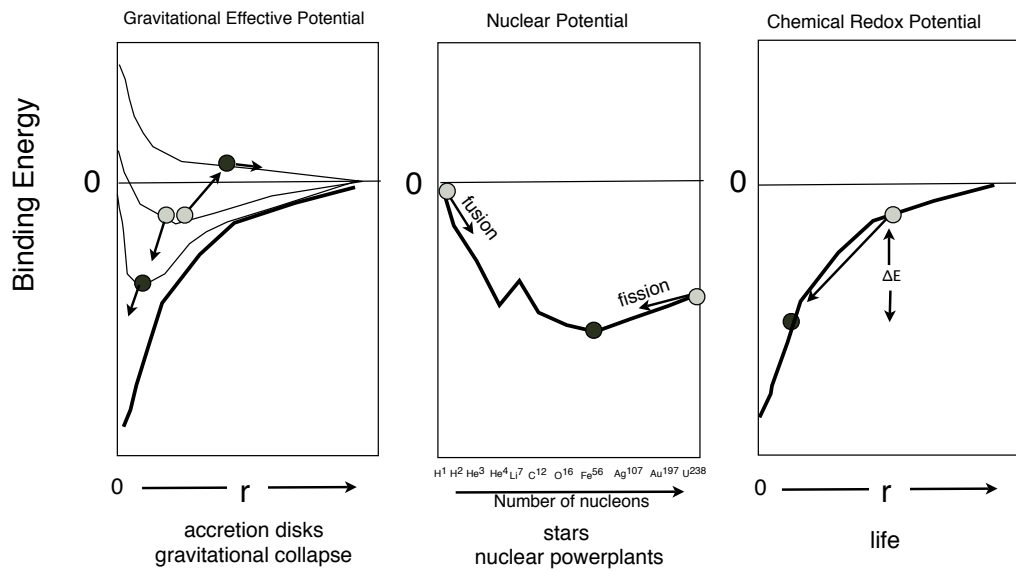 Gravitational Effective Potential
Nuclear Potential
Chemical Redox Potential
Binding Energy
0
0
0
fusion
fission
ΔE
H1 H2 He3 He4 Li7 C12 O16 Fe56 Ag107 Au197 U238
0
r
Number of nucleons
0
r
accretion disks
gravitational collapse
stars
nuclear powerplants
life